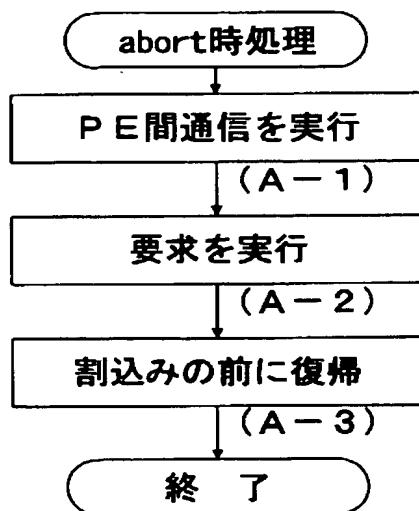 abort時処理
PE間通信を実行
(A-1)
要求を実行
(A-2)
割込みの前に復帰
(A-3)
終 了